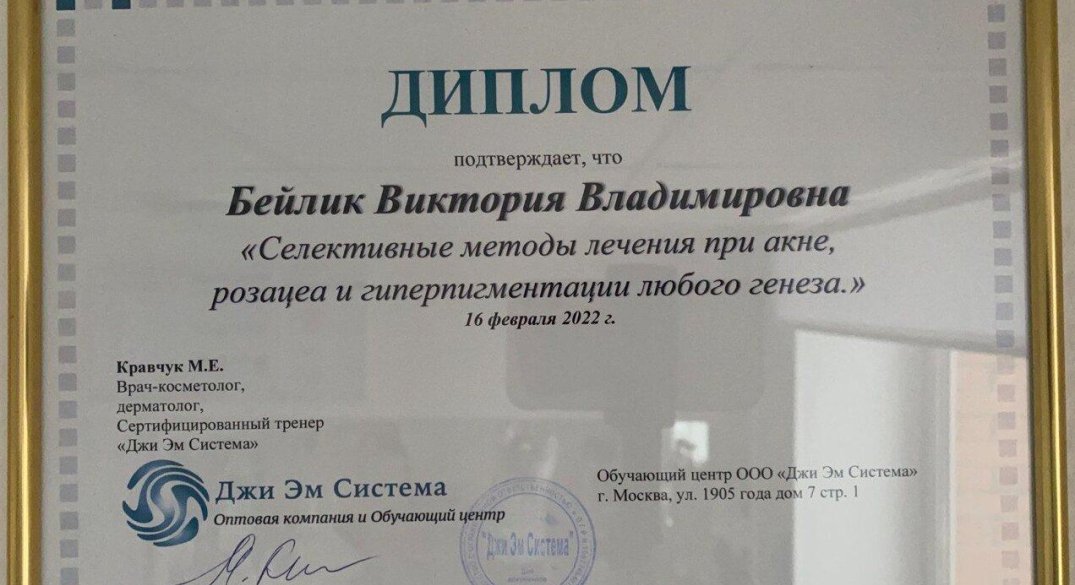 ДИПЛОМ
подтверждает, что
Бейлик Виктория Владимировна
«Селективные методы лечения при акне,
розацеа и гиперпигментации любого генеза.»
16 февраля 2022 г.
Кравчук М.Е.
Врач-косметолог,
дерматолог,
Сертифицированный тренер
«Джи Эм Система»
Джи Эм Система
Оптовая компания и Обучающий центр
Обучающий центр ООО «Джи Эм Система»
г. Москва, ул. 1905 года дом 7 стр. 1
"Джи Эм Система"
Для
документов